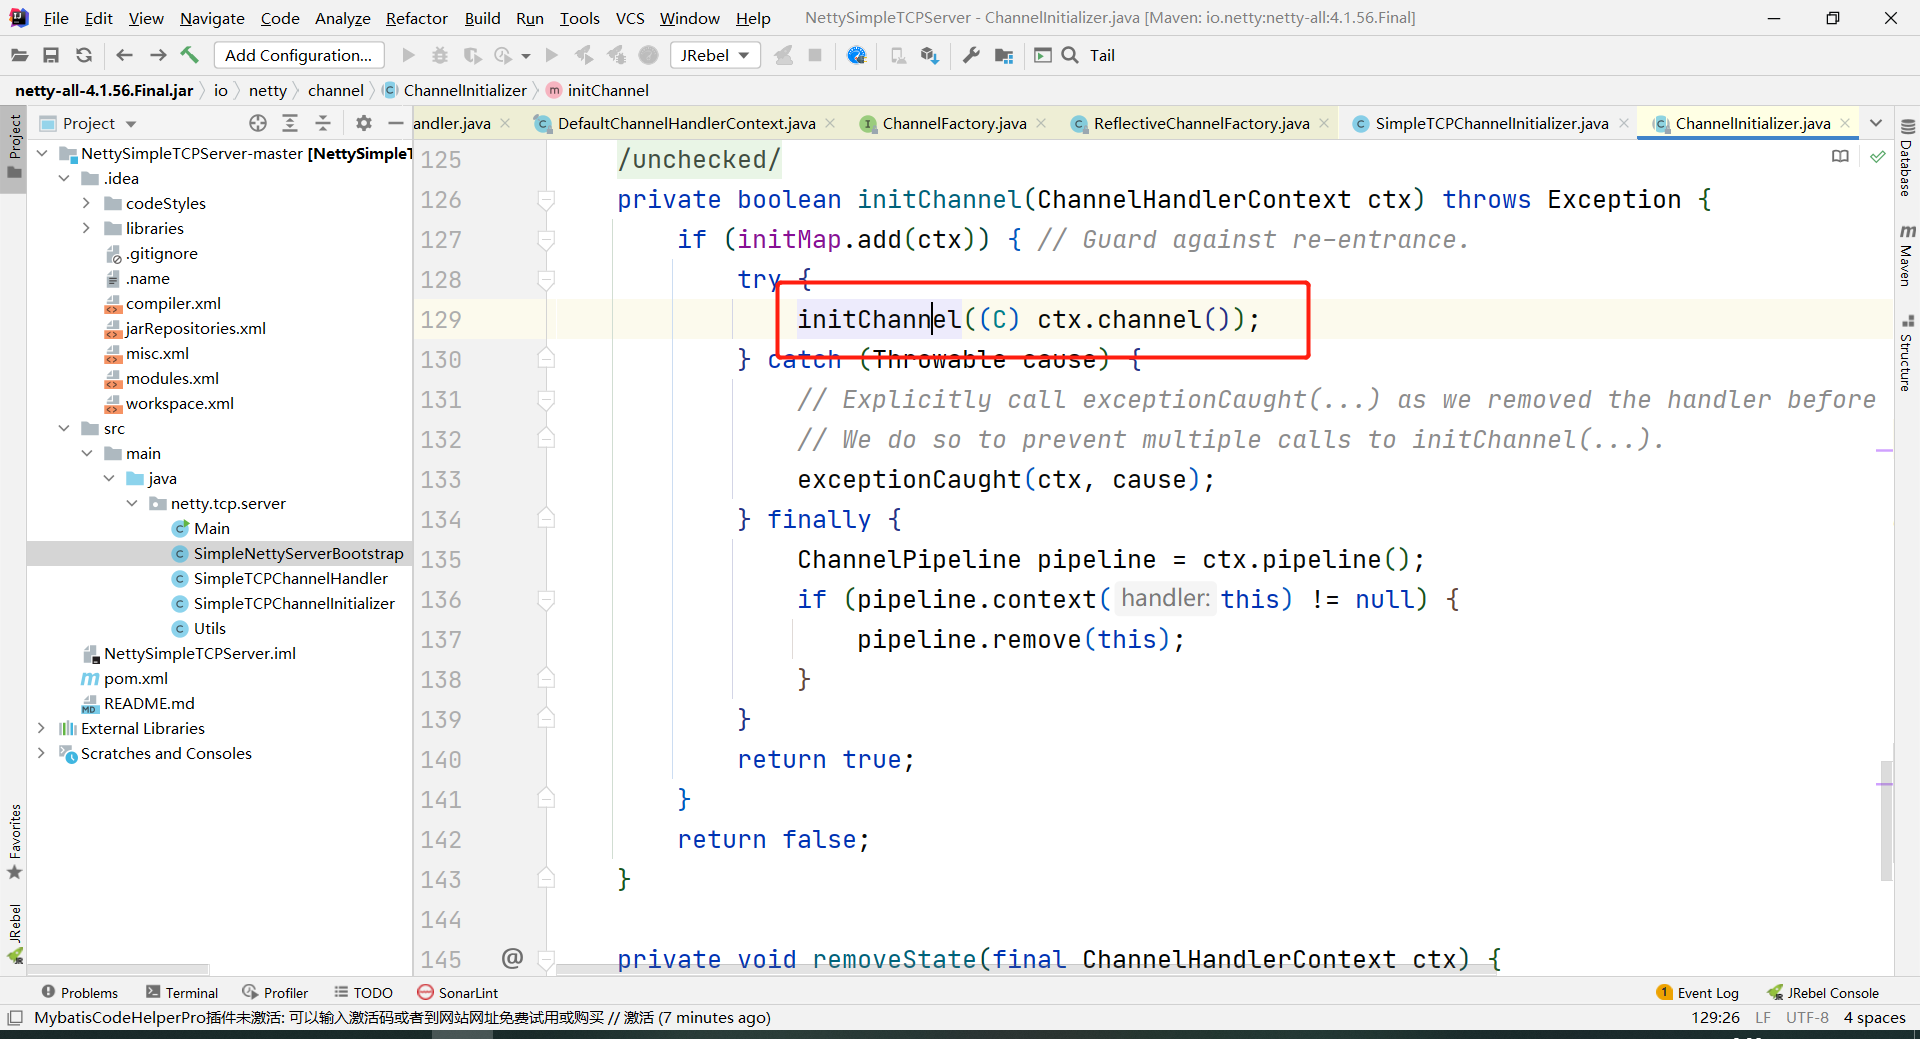 File Edit View Navigate Code Analyze Refactor Build Run Tools VCS Window Help NettySimpleTCPServer - ChannelInitializer.java [Maven: io.netty:netty-all:4.1.56.Final]
Add Configuration... JRebel Tail
netty-all-4.1.56.Final.jar io netty channel ChannelInitializer initChannel
Project
andler.java DefaultChannelHandlerContext.java ChannelFactory.java ReflectiveChannelFactory.java SimpleTCPChannelInitializer.java ChannelInitializer.java
NettySimpleTCPServer-master [NettySimpleT
.idea
codeStyles
libraries
.gitignore
.name
compiler.xml
jarRepositories.xml
misc.xml
modules.xml
workspace.xml
src
main
java
netty.tcp.server
Main
SimpleNettyServerBootstrap
SimpleTCPChannelHandler
SimpleTCPChannelInitializer
Utils
NettySimpleTCPServer.iml
pom.xml
README.md
External Libraries
Scratches and Consoles
125 /unchecked/
126 private boolean initChannel(ChannelHandlerContext ctx) throws Exception {
127 if (initMap.add(ctx)) { // Guard against re-entrance.
128 try {
129 initChannel((C) ctx.channel());
130 } catch (Throwable cause) {
131 // Explicitly call exceptionCaught(...) as we removed the handler before
132 // We do so to prevent multiple calls to initChannel(...).
133 exceptionCaught(ctx, cause);
134 } finally {
135 ChannelPipeline pipeline = ctx.pipeline();
136 if (pipeline.context( handler: this) != null) {
137 pipeline.remove(this);
138 }
139 }
140 return true;
141 }
142 return false;
143 }
144
145 @ private void removeState(final ChannelHandlerContext ctx) {
Project
Favorites
JRebel
Database
Maven
Structure
Problems Terminal Profiler TODO SonarLint 1 Event Log JRebel Console
MybatisCodeHelperPro插件未激活: 可以输入激活码或者到网站网址免费试用或购买 // 激活 (7 minutes ago) 129:26 LF UTF-8 4 spaces